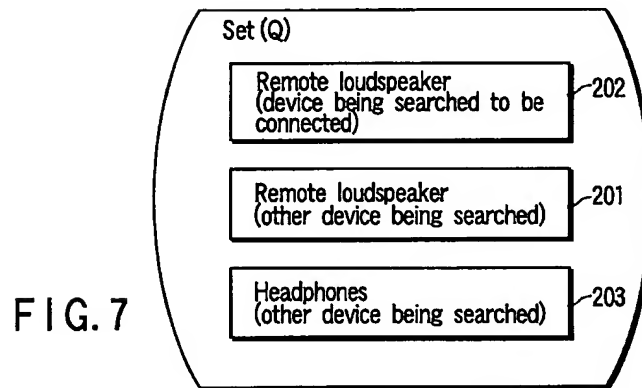 Set(Q)
Remote loudspeaker
(device being searched to be
connected)
202
Remote loudspeaker
(other device being searched)
201
Headphones
(other device being searched)
203
FIG. 7